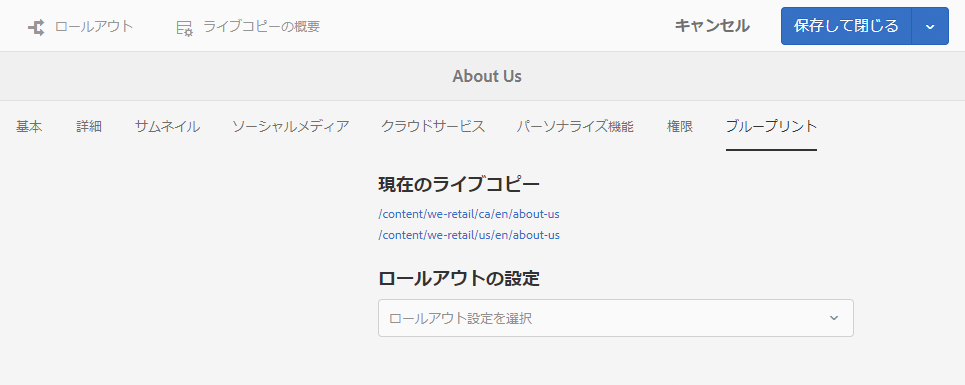 ロールアウト ライブコピーの概要 キャンセル 保存して閉じる
About Us
基本 詳細 サムネイル ソーシャルメディア クラウドサービス パーソナライズ機能 権限 ブループリント
現在のライブコピー
/content/we-retail/ca/en/about-us
/content/we-retail/us/en/about-us
ロールアウトの設定
ロールアウト設定を選択